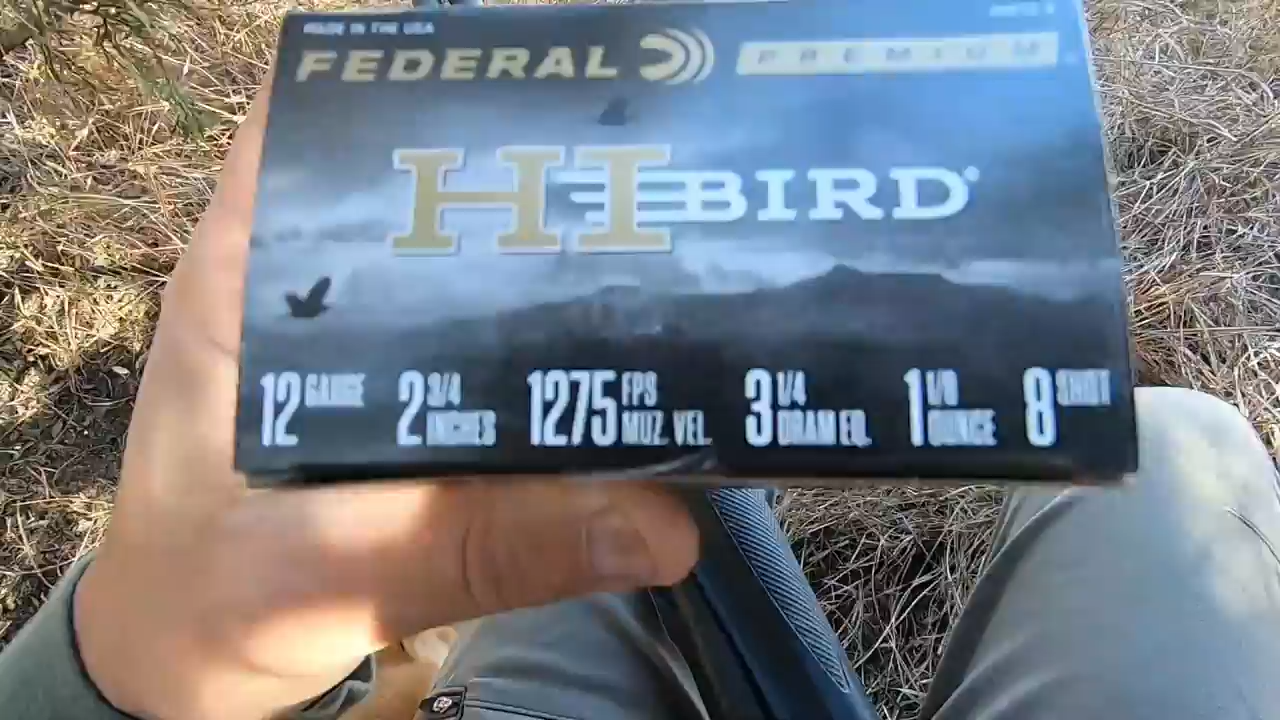 MADE IN THE USA
FEDERAL PREMIUM
HI BIRD®
12 GAUGE 2 3/4 INCHES 1275 FPS MUZ. VEL. 3 1/4 DRAM EQ. 1 1/8 OUNCE 8 SHOT